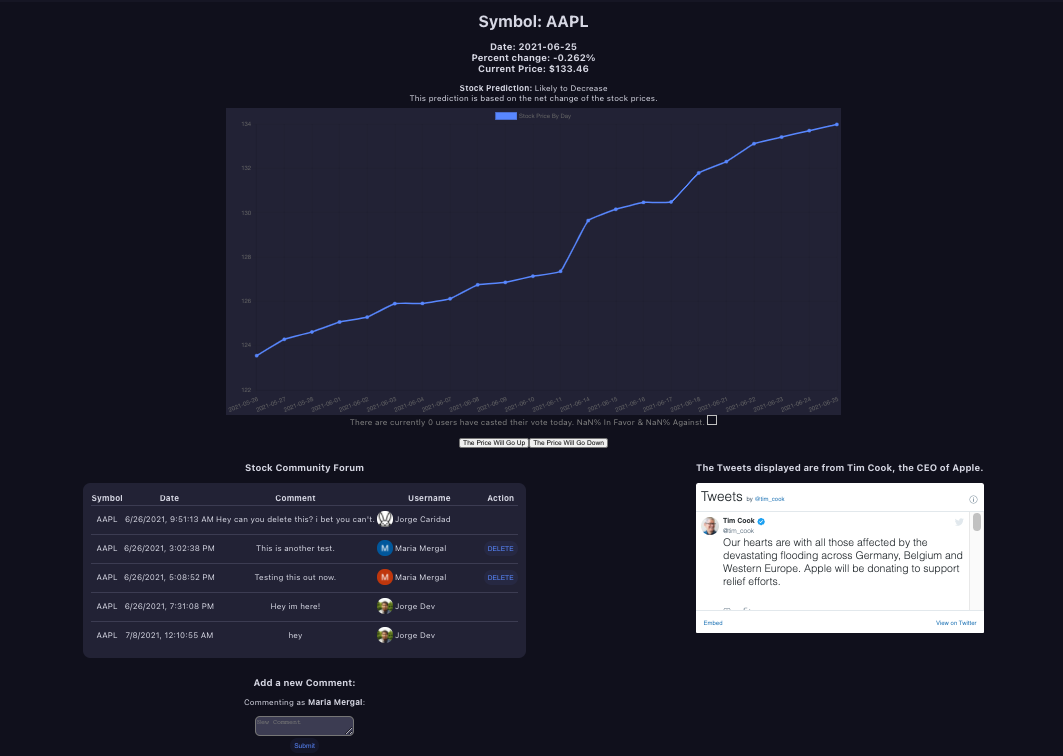 Symbol: AAPL
Date: 2021-06-25
Percent change: -0.262%
Current Price: $133.46
Stock Prediction: Likely to Decrease
This prediction is based on the net change of the stock prices.
Stock Price By Day
134
132
130
128
126
124
122
2021-05-26 2021-05-27 2021-05-28 2021-06-01 2021-06-02 2021-06-03 2021-06-04 2021-06-07 2021-06-08 2021-06-09 2021-06-10 2021-06-11 2021-06-14 2021-06-15 2021-06-16 2021-06-17 2021-06-18 2021-06-21 2021-06-22 2021-06-23 2021-06-24 2021-06-25
There are currently 0 users have casted their vote today. NaN% In Favor & NaN% Against.
The Price Will Go Up The Price Will Go Down
Stock Community Forum
Symbol Date Comment Username Action
AAPL 6/26/2021, 9:51:13 AM Hey can you delete this? i bet you can't. Jorge Caridad
AAPL 6/26/2021, 3:02:38 PM This is another test. M Maria Mergal DELETE
AAPL 6/26/2021, 5:08:52 PM Testing this out now. M Maria Mergal DELETE
AAPL 6/26/2021, 7:31:08 PM Hey im here! Jorge Dev
AAPL 7/8/2021, 12:10:55 AM hey Jorge Dev
Add a new Comment:
Commenting as Maria Mergal:
New Comment
Submit
The Tweets displayed are from Tim Cook, the CEO of Apple.
Tweets by @tim_cook
Tim Cook
@tim_cook
Our hearts are with all those affected by the
devastating flooding across Germany, Belgium and
Western Europe. Apple will be donating to support
relief efforts.
Embed View on Twitter